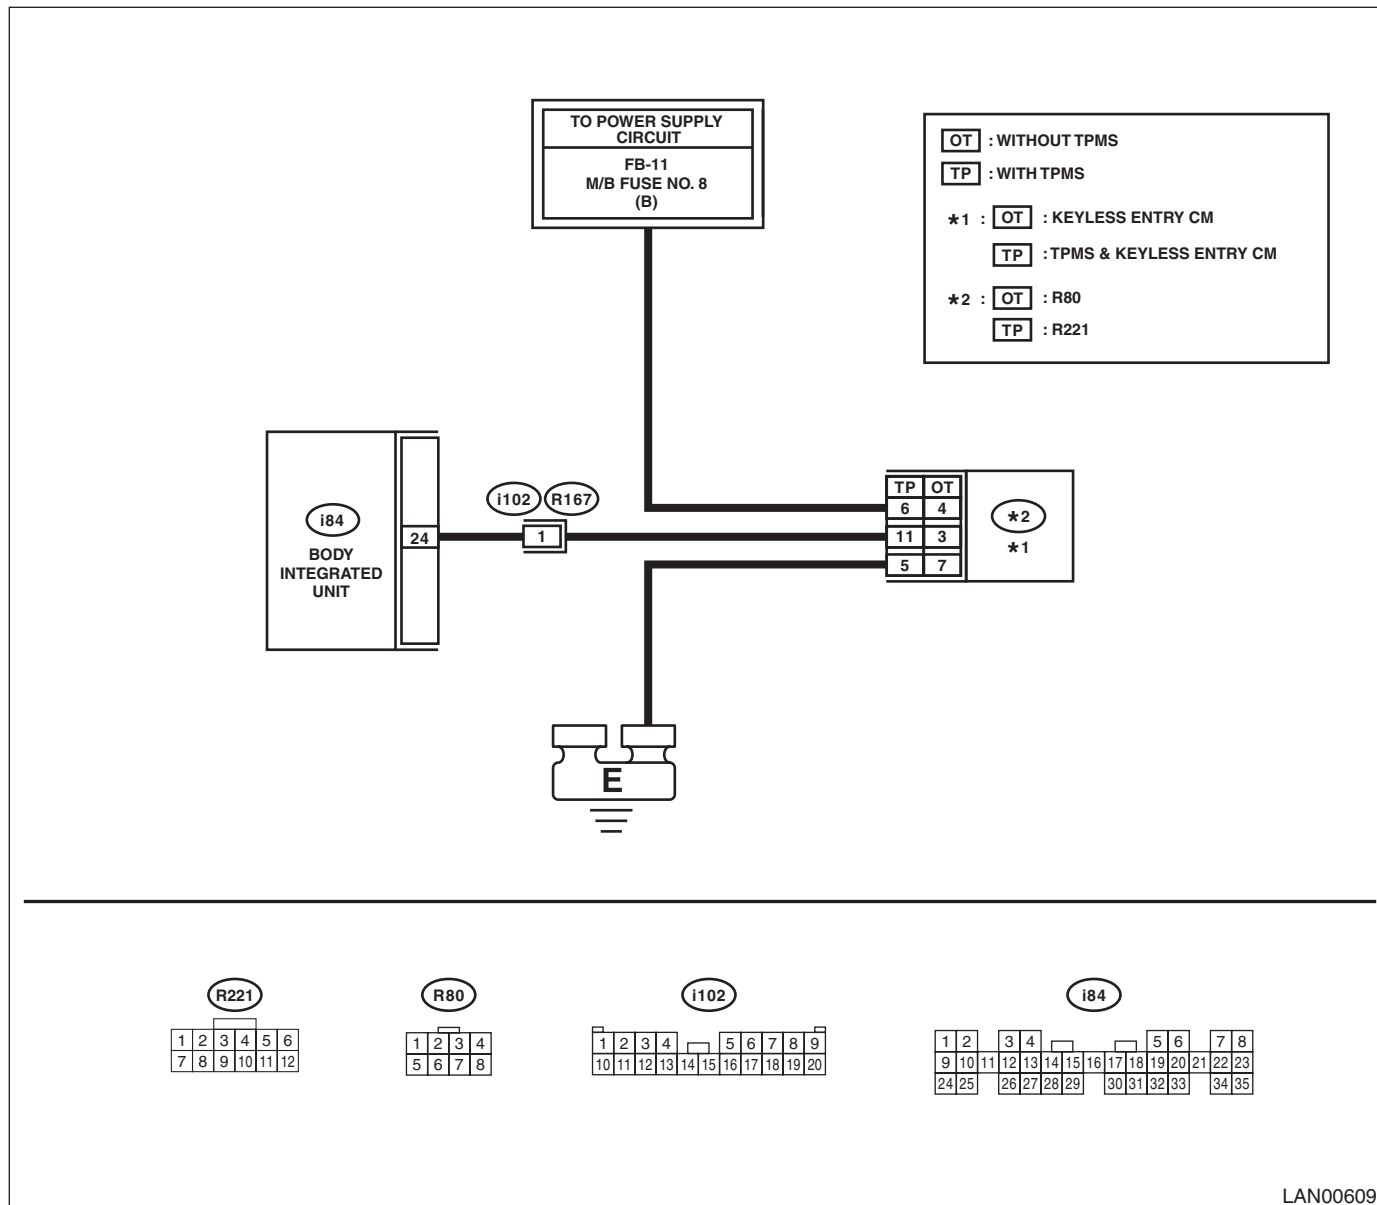 TO POWER SUPPLY
CIRCUIT
FB-11
M/B FUSE NO. 8
(B)
OT : WITHOUT TPMS
TP : WITH TPMS
*1 : OT : KEYLESS ENTRY CM
TP : TPMS & KEYLESS ENTRY CM
*2 : OT : R80
TP : R221
i84
BODY
INTEGRATED
UNIT
24
i102 R167
1
TP OT
6 4
11 3
5 7
*2
*1
E
R221
1 2 3 4 5 6
7 8 9 10 11 12
R80
1 2 3 4
5 6 7 8
i102
1 2 3 4 5 6 7 8 9
10 11 12 13 14 15 16 17 18 19 20
i84
1 2 3 4 5 6 7 8
9 10 11 12 13 14 15 16 17 18 19 20 21 22 23
24 25 26 27 28 29 30 31 32 33 34 35
LAN00609